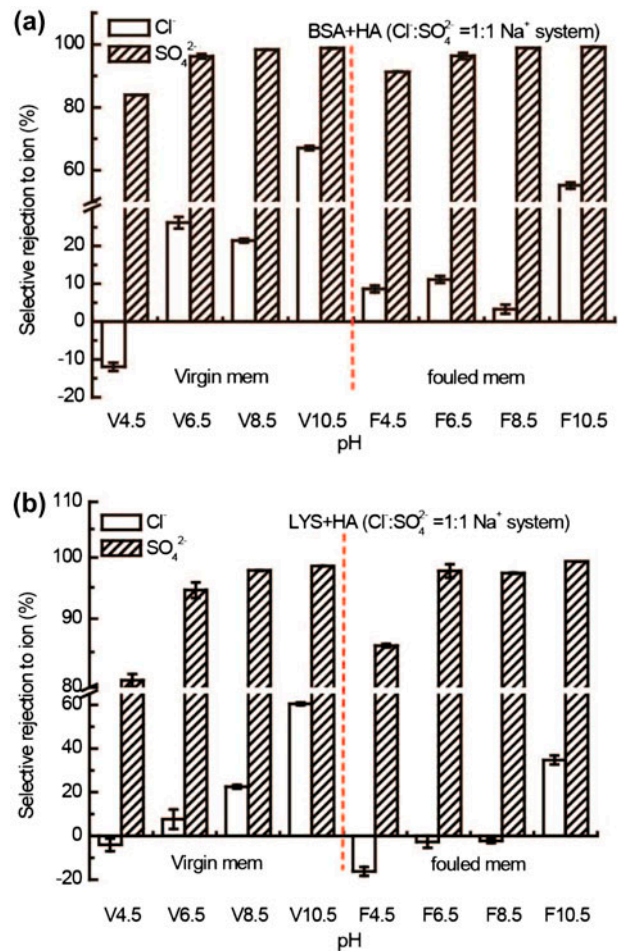 (a)
Cl⁻
SO₄²⁻
BSA+HA (Cl⁻:SO₄²⁻ =1:1 Na⁺ system)
Selective rejection to ion (%)
100
80
60
20
10
0
-10
-20
Virgin mem
fouled mem
V4.5 V6.5 V8.5 V10.5 F4.5 F6.5 F8.5 F10.5
pH
(b)
Cl⁻
SO₄²⁻
LYS+HA (Cl⁻:SO₄²⁻ =1:1 Na⁺ system)
Selective rejection to ion (%)
110
100
90
80
60
40
20
0
-20
Virgin mem
fouled mem
V4.5 V6.5 V8.5 V10.5 F4.5 F6.5 F8.5 F10.5
pH